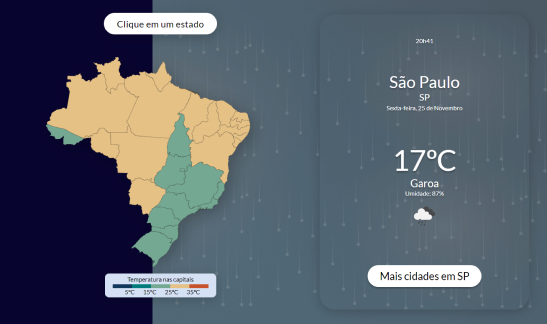 Clique em um estado
20h41
São Paulo
SP
Sexta-feira, 25 de Novembro
17°C
Garoa
Umidade: 87%
Mais cidades em SP
Temperatura nas capitais
5°C 15°C 25°C 35°C